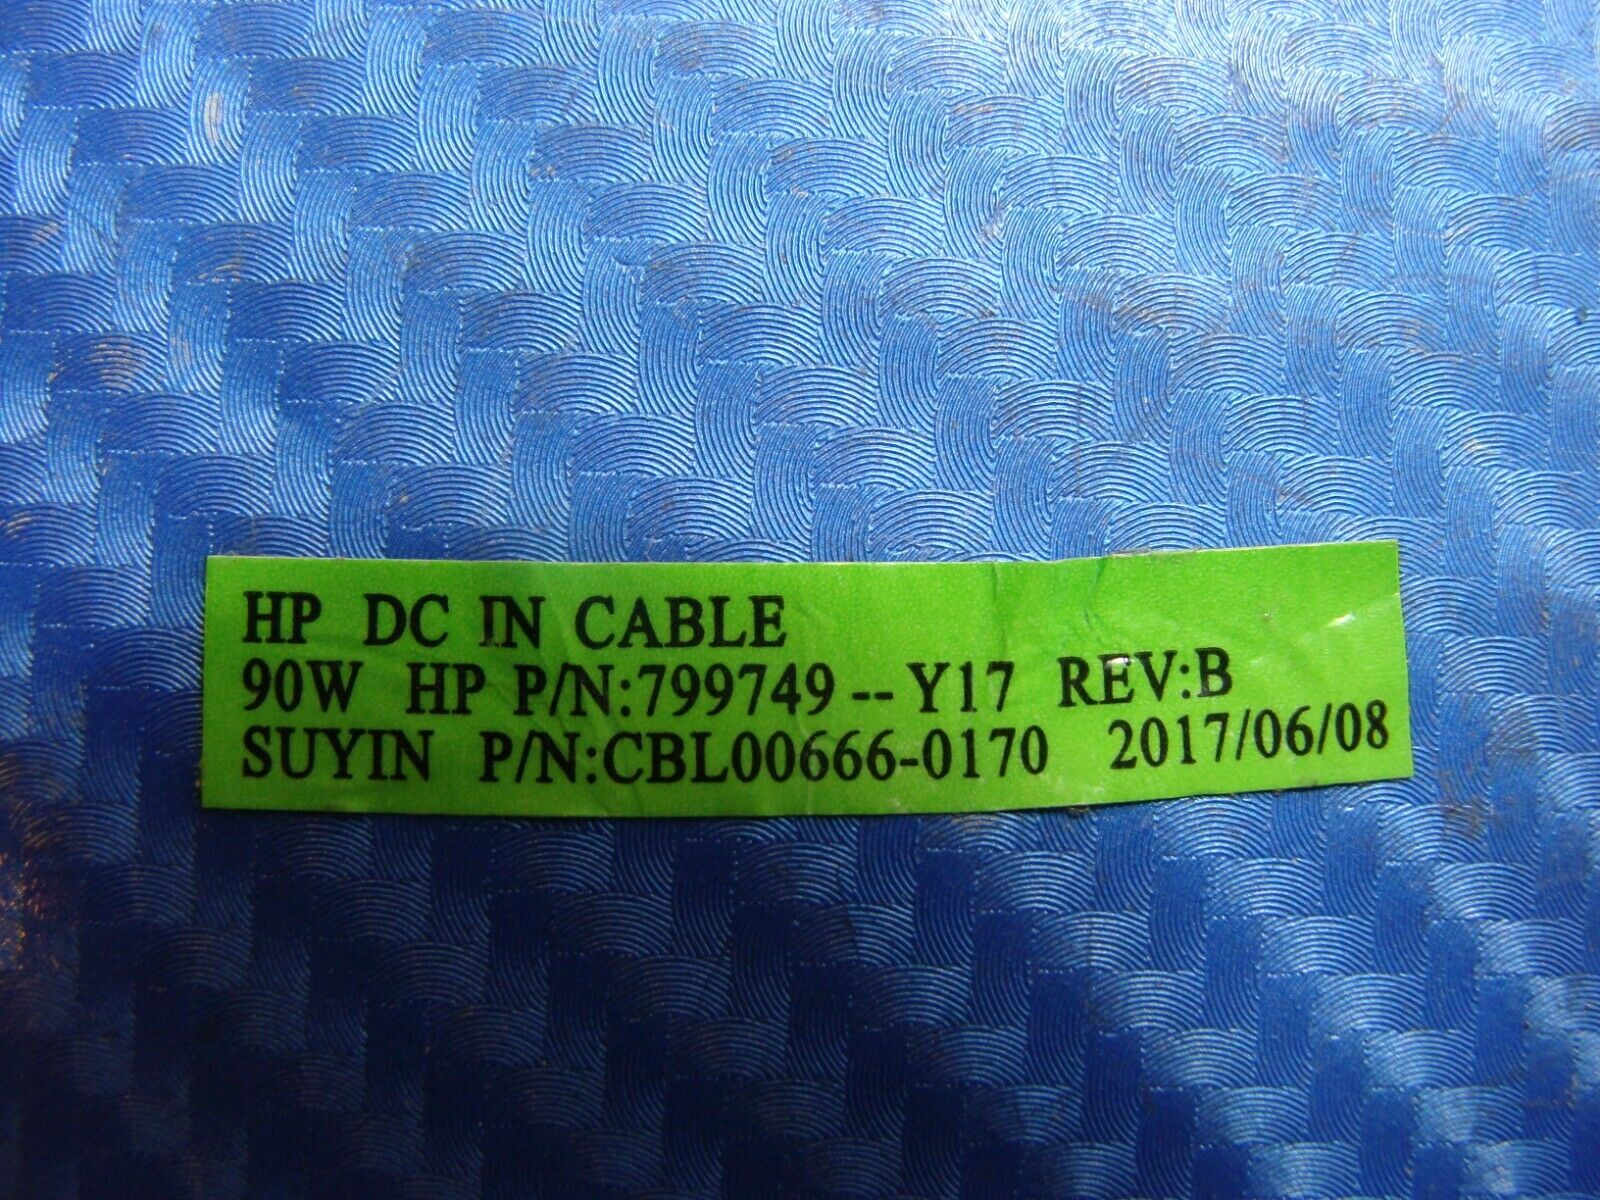 HP DC IN CABLE
90W HP P/N:799749--Y17 REV:B
SUYIN P/N:CBL00666-0170 2017/06/08